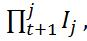 ∏_{t+1}^{j} I_j ,